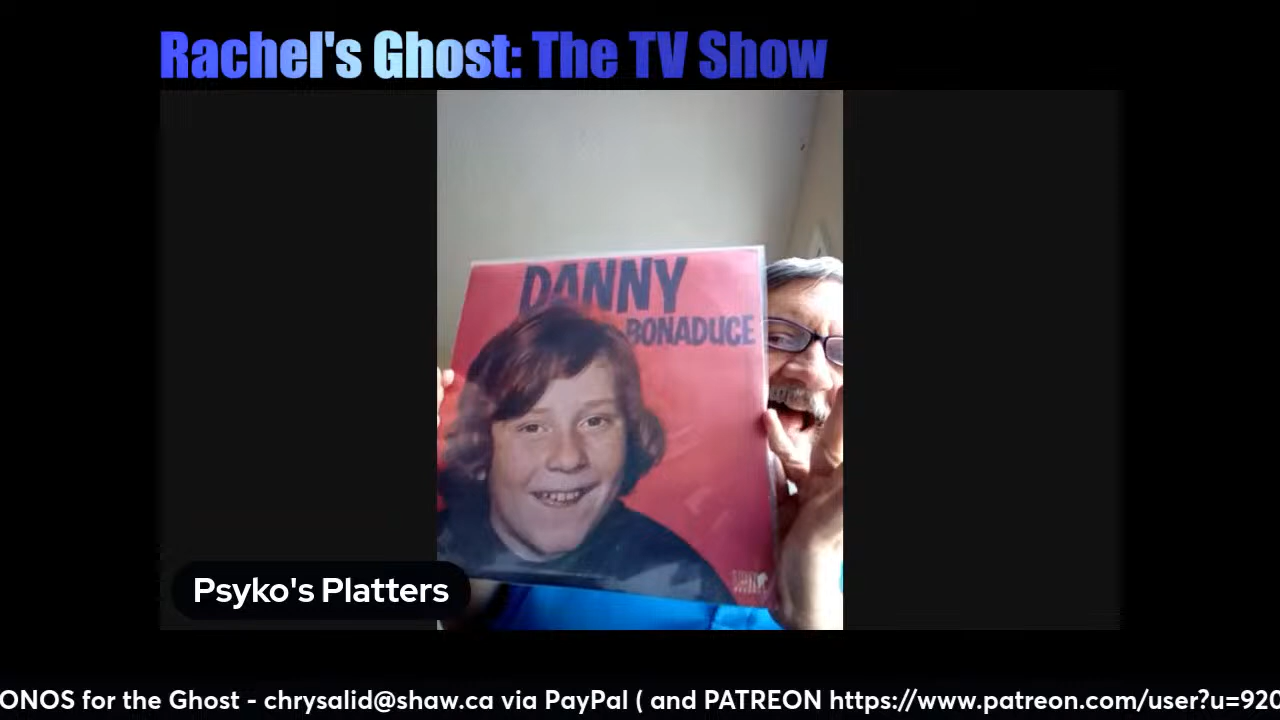 Rachel's Ghost: The TV Show
DANNY
BONADUCE
Psyko's Platters
ONOS for the Ghost - chrysalid@shaw.ca via PayPal ( and PATREON https://www.patreon.com/user?u=920